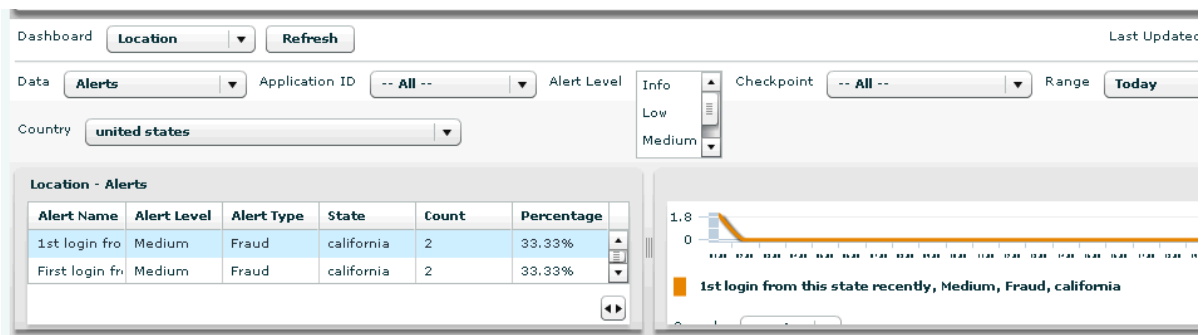 Dashboard Location Refresh Last Updated
Data Alerts Application ID -- All -- Alert Level Info Low Medium Checkpoint -- All -- Range Today
Country united states
Location - Alerts
Alert Name Alert Level Alert Type State Count Percentage
1st login fro Medium Fraud california 2 33.33%
First login fr Medium Fraud california 2 33.33%
1.8
0
1st login from this state recently, Medium, Fraud, california